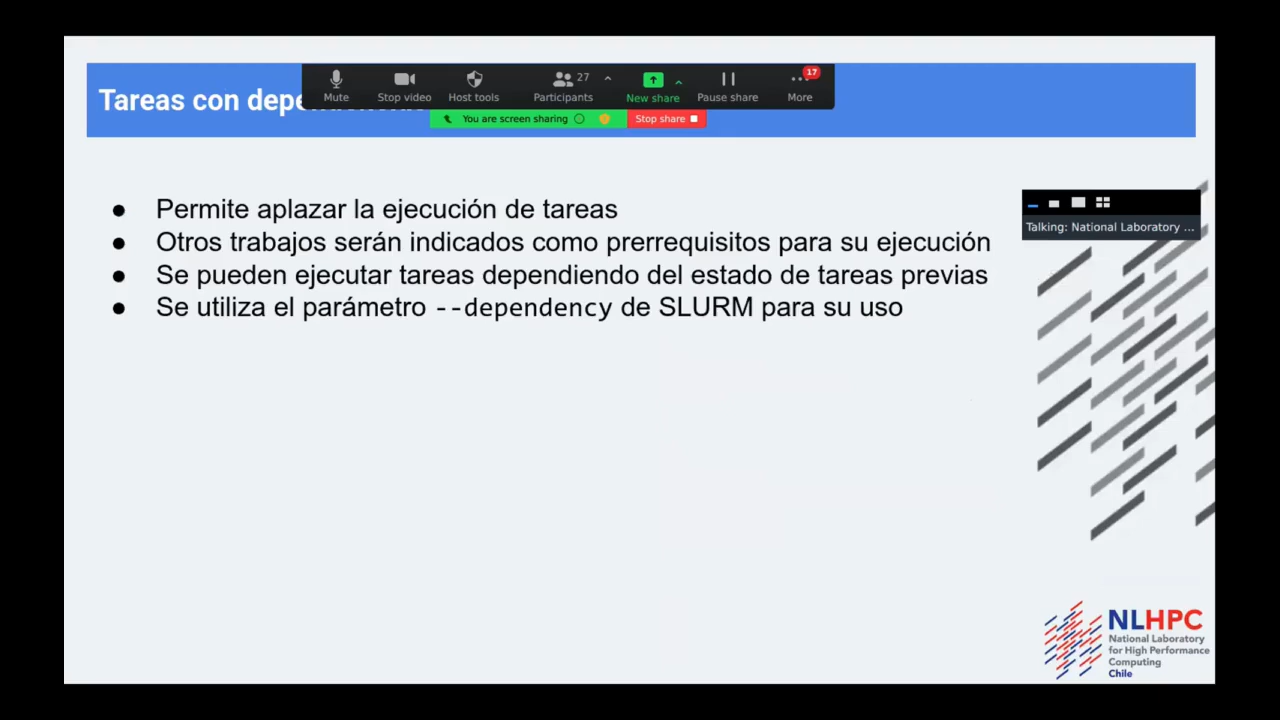 Tareas con
Mute
Stop video
Host tools
27
Participants
New share
Pause share
17
More
You are screen sharing
Stop share
Permite aplazar la ejecución de tareas
Otros trabajos serán indicados como prerrequisitos para su ejecución
Se pueden ejecutar tareas dependiendo del estado de tareas previas
Se utiliza el parámetro --dependency de SLURM para su uso
Talking: National Laboratory ...
NLHPC
National Laboratory
for High Performance
Computing
Chile